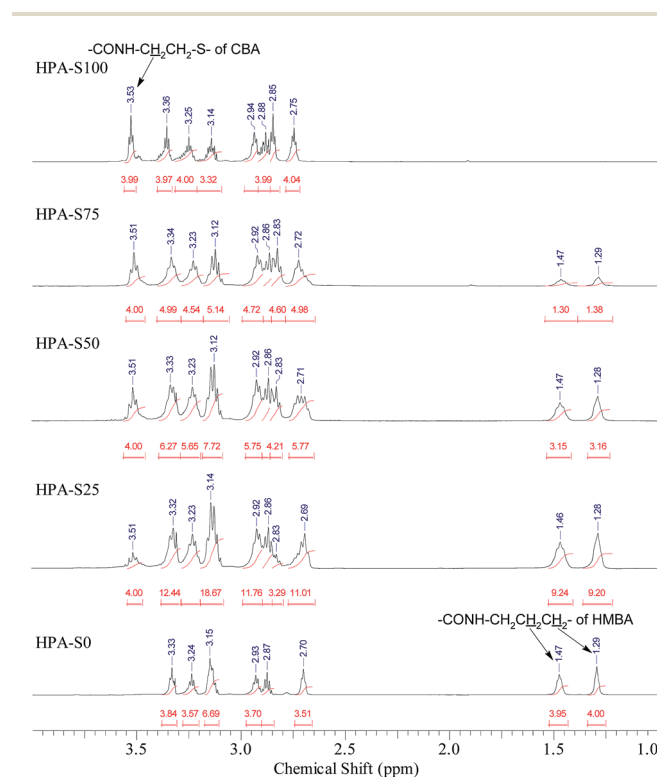 -CONH-CH2CH2-S- of CBA
HPA-S100
3.53 3.36 3.25 3.14 2.94 2.88 2.85 2.75
3.99 3.97 4.00 3.32 3.99 4.04
HPA-S75
3.51 3.34 3.23 3.12 2.92 2.86 2.83 2.72 1.47 1.29
4.00 4.99 4.54 5.14 4.72 4.60 4.98 1.30 1.38
HPA-S50
3.51 3.33 3.23 3.12 2.92 2.86 2.83 2.71 1.47 1.28
4.00 6.27 5.65 7.72 5.75 4.21 5.77 3.15 3.16
HPA-S25
3.51 3.32 3.23 3.14 2.92 2.86 2.83 2.69 1.46 1.28
4.00 12.44 18.67 11.76 3.29 11.01 9.24 9.20
-CONH-CH2CH2CH2- of HMBA
HPA-S0
3.33 3.24 3.15 2.93 2.87 2.70 1.47 1.29
3.84 3.57 6.69 3.70 3.51 3.95 4.00
3.5 3.0 2.5 2.0 1.5 1.0
Chemical Shift (ppm)